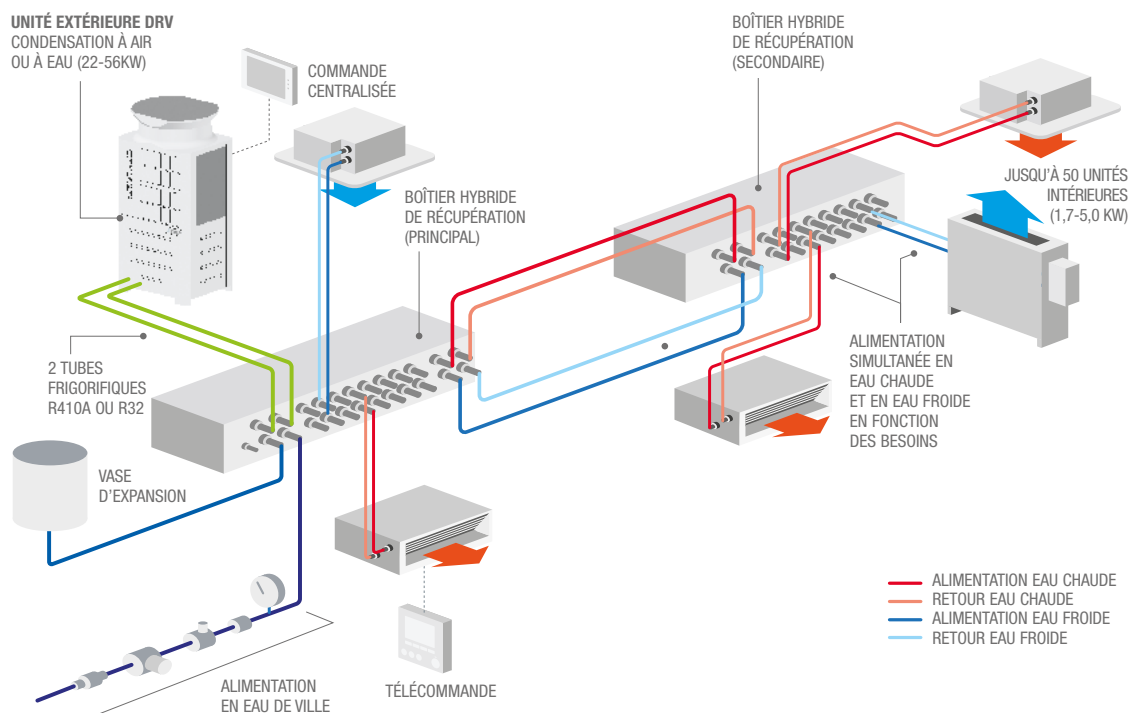 UNITÉ EXTÉRIEURE DRV
CONDENSATION À AIR
OU À EAU (22-56KW)
COMMANDE
CENTRALISÉE
BOÎTIER HYBRIDE
DE RÉCUPÉRATION
(PRINCIPAL)
BOÎTIER HYBRIDE
DE RÉCUPÉRATION
(SECONDAIRE)
JUSQU'À 50 UNITÉS
INTÉRIEURES
(1,7-5,0 KW)
2 TUBES
FRIGORIFIQUES
R410A OU R32
ALIMENTATION
SIMULTANÉE EN
EAU CHAUDE
ET EN EAU FROIDE
EN FONCTION
DES BESOINS
VASE
D'EXPANSION
ALIMENTATION
EN EAU DE VILLE
TÉLÉCOMMANDE
ALIMENTATION EAU CHAUDE
RETOUR EAU CHAUDE
ALIMENTATION EAU FROIDE
RETOUR EAU FROIDE